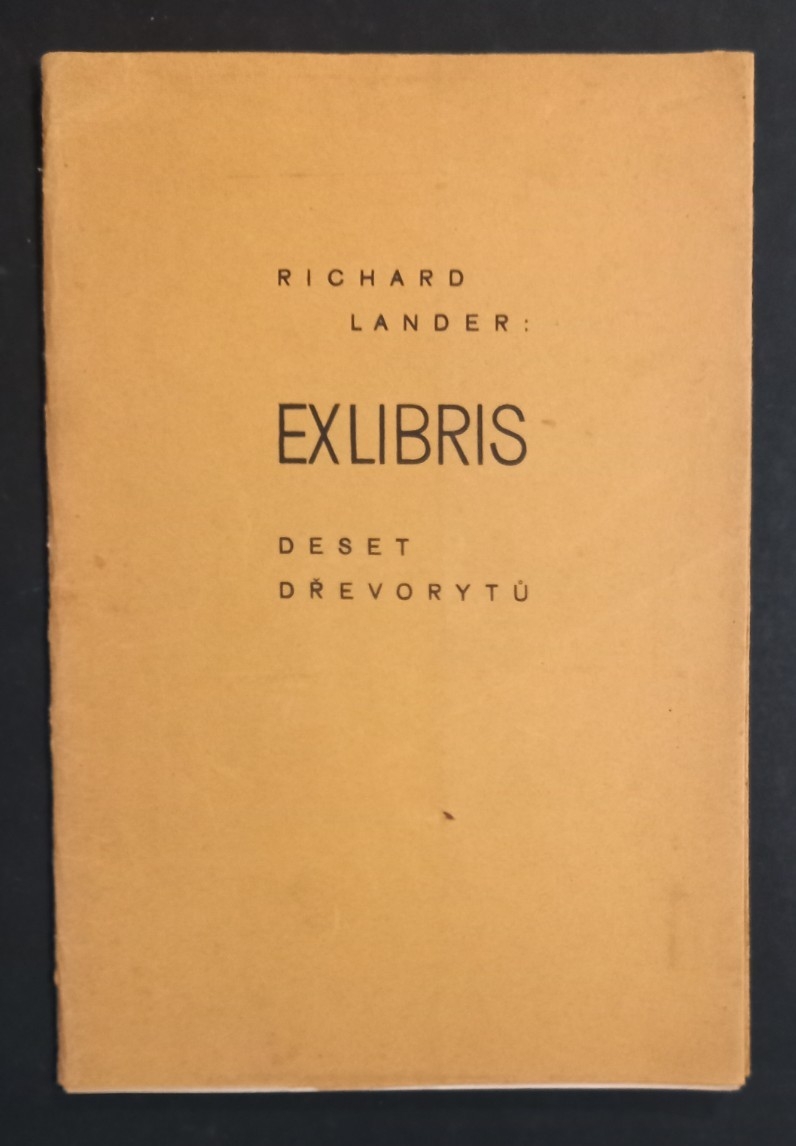 RICHARD
LANDER:
EXLIBRIS
DESET
DŘEVORYTŮ